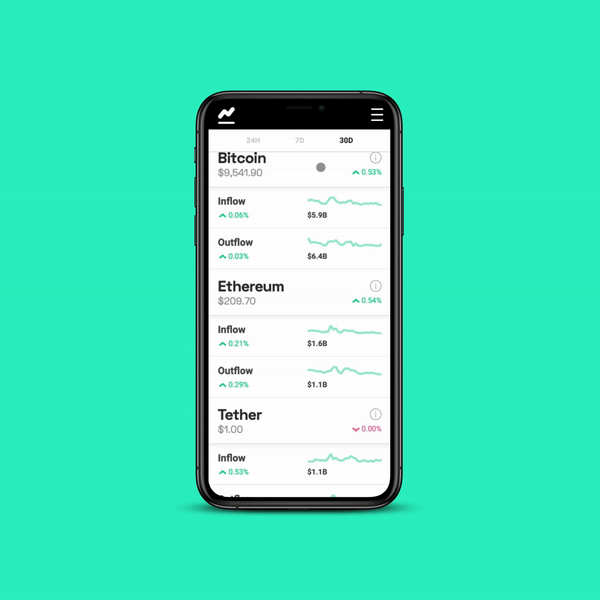 24H 7D 30D
Bitcoin
$9,541.90 0.53%
Inflow
0.06% $5.9B
Outflow
0.03% $6.4B
Ethereum
$209.70 0.54%
Inflow
0.21% $1.6B
Outflow
0.29% $1.1B
Tether
$1.00 0.00%
Inflow
0.53% $1.1B